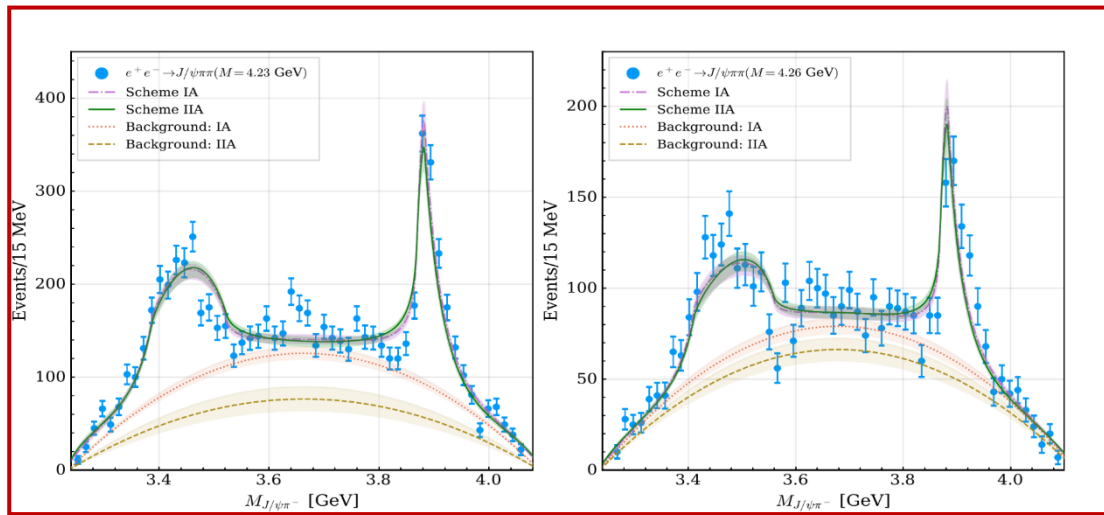 e⁺e⁻→J/ψππ(M=4.23 GeV)
Scheme IA
Scheme IIA
Background: IA
Background: IIA
400
300
200
100
0
Events/15 MeV
3.4
3.6
3.8
4.0
M_{J/ψπ⁻} [GeV]
e⁺e⁻→J/ψππ(M=4.26 GeV)
Scheme IA
Scheme IIA
Background: IA
Background: IIA
200
150
100
50
0
Events/15 MeV
3.4
3.6
3.8
4.0
M_{J/ψπ⁻} [GeV]